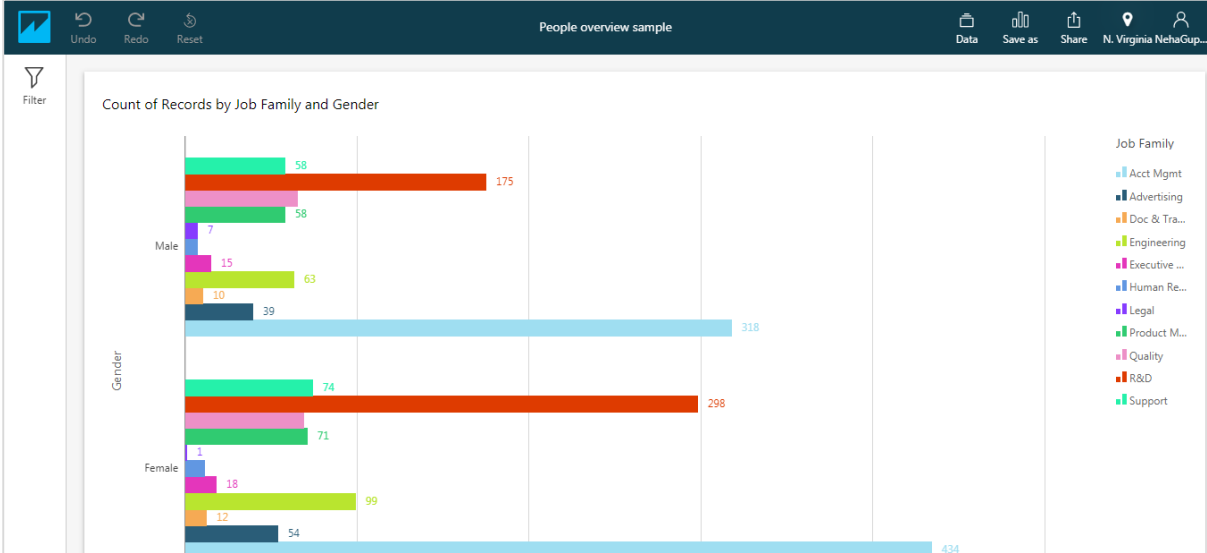 Undo Redo Reset People overview sample Data Save as Share N. Virginia NehaGup...
Filter
Count of Records by Job Family and Gender
Job Family
Acct Mgmt
Advertising
Doc & Tra...
Engineering
Executive ...
Human Re...
Legal
Product M...
Quality
R&D
Support
Gender
Male
58
175
58
7
15
63
10
39
318
Female
74
298
71
1
18
99
12
54
434